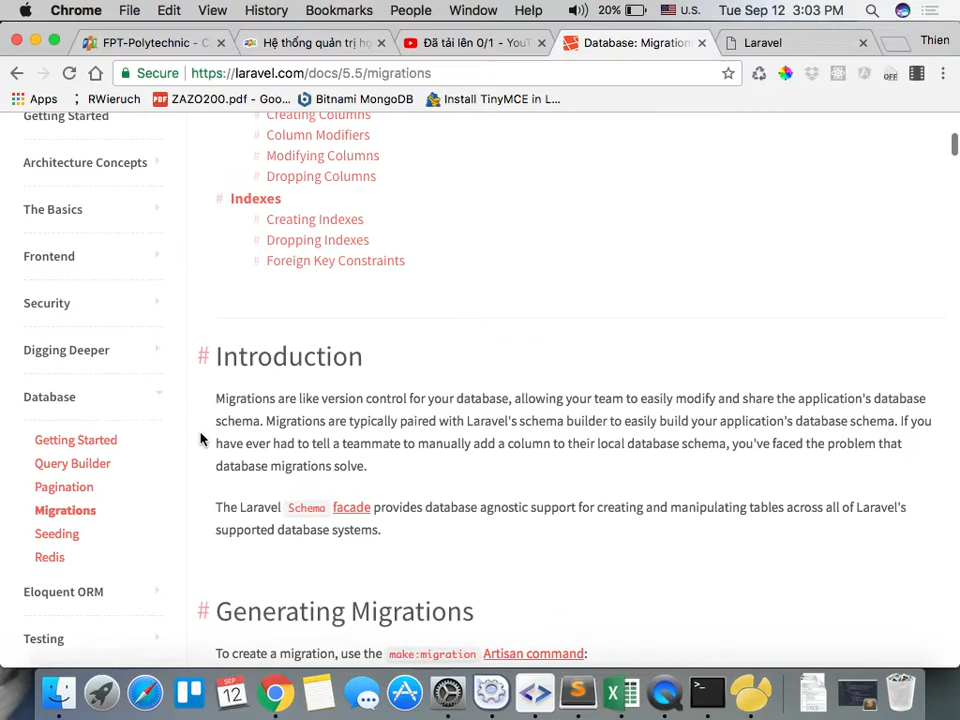 Chrome File Edit View History Bookmarks People Window Help 20% U.S. Tue Sep 12 3:03 PM
FPT-Polytechnic - C
Hệ thống quản trị họ
Đã tải lên 0/1 - YouT
Database: Migration
Laravel
Thien
Secure https://laravel.com/docs/5.5/migrations
OFF
Apps RWieruch PDF ZAZO200.pdf - Goo... Bitnami MongoDB Install TinyMCE in L...
Getting Started
Architecture Concepts
The Basics
Frontend
Security
Digging Deeper
Database
Getting Started
Query Builder
Pagination
Migrations
Seeding
Redis
Eloquent ORM
Testing
# Creating Columns
# Column Modifiers
# Modifying Columns
# Dropping Columns
# Indexes
# Creating Indexes
# Dropping Indexes
# Foreign Key Constraints
# Introduction
Migrations are like version control for your database, allowing your team to easily modify and share the application's database
schema. Migrations are typically paired with Laravel's schema builder to easily build your application's database schema. If you
have ever had to tell a teammate to manually add a column to their local database schema, you've faced the problem that
database migrations solve.
The Laravel Schema facade provides database agnostic support for creating and manipulating tables across all of Laravel's
supported database systems.
# Generating Migrations
To create a migration, use the make:migration Artisan command:
SEP
12